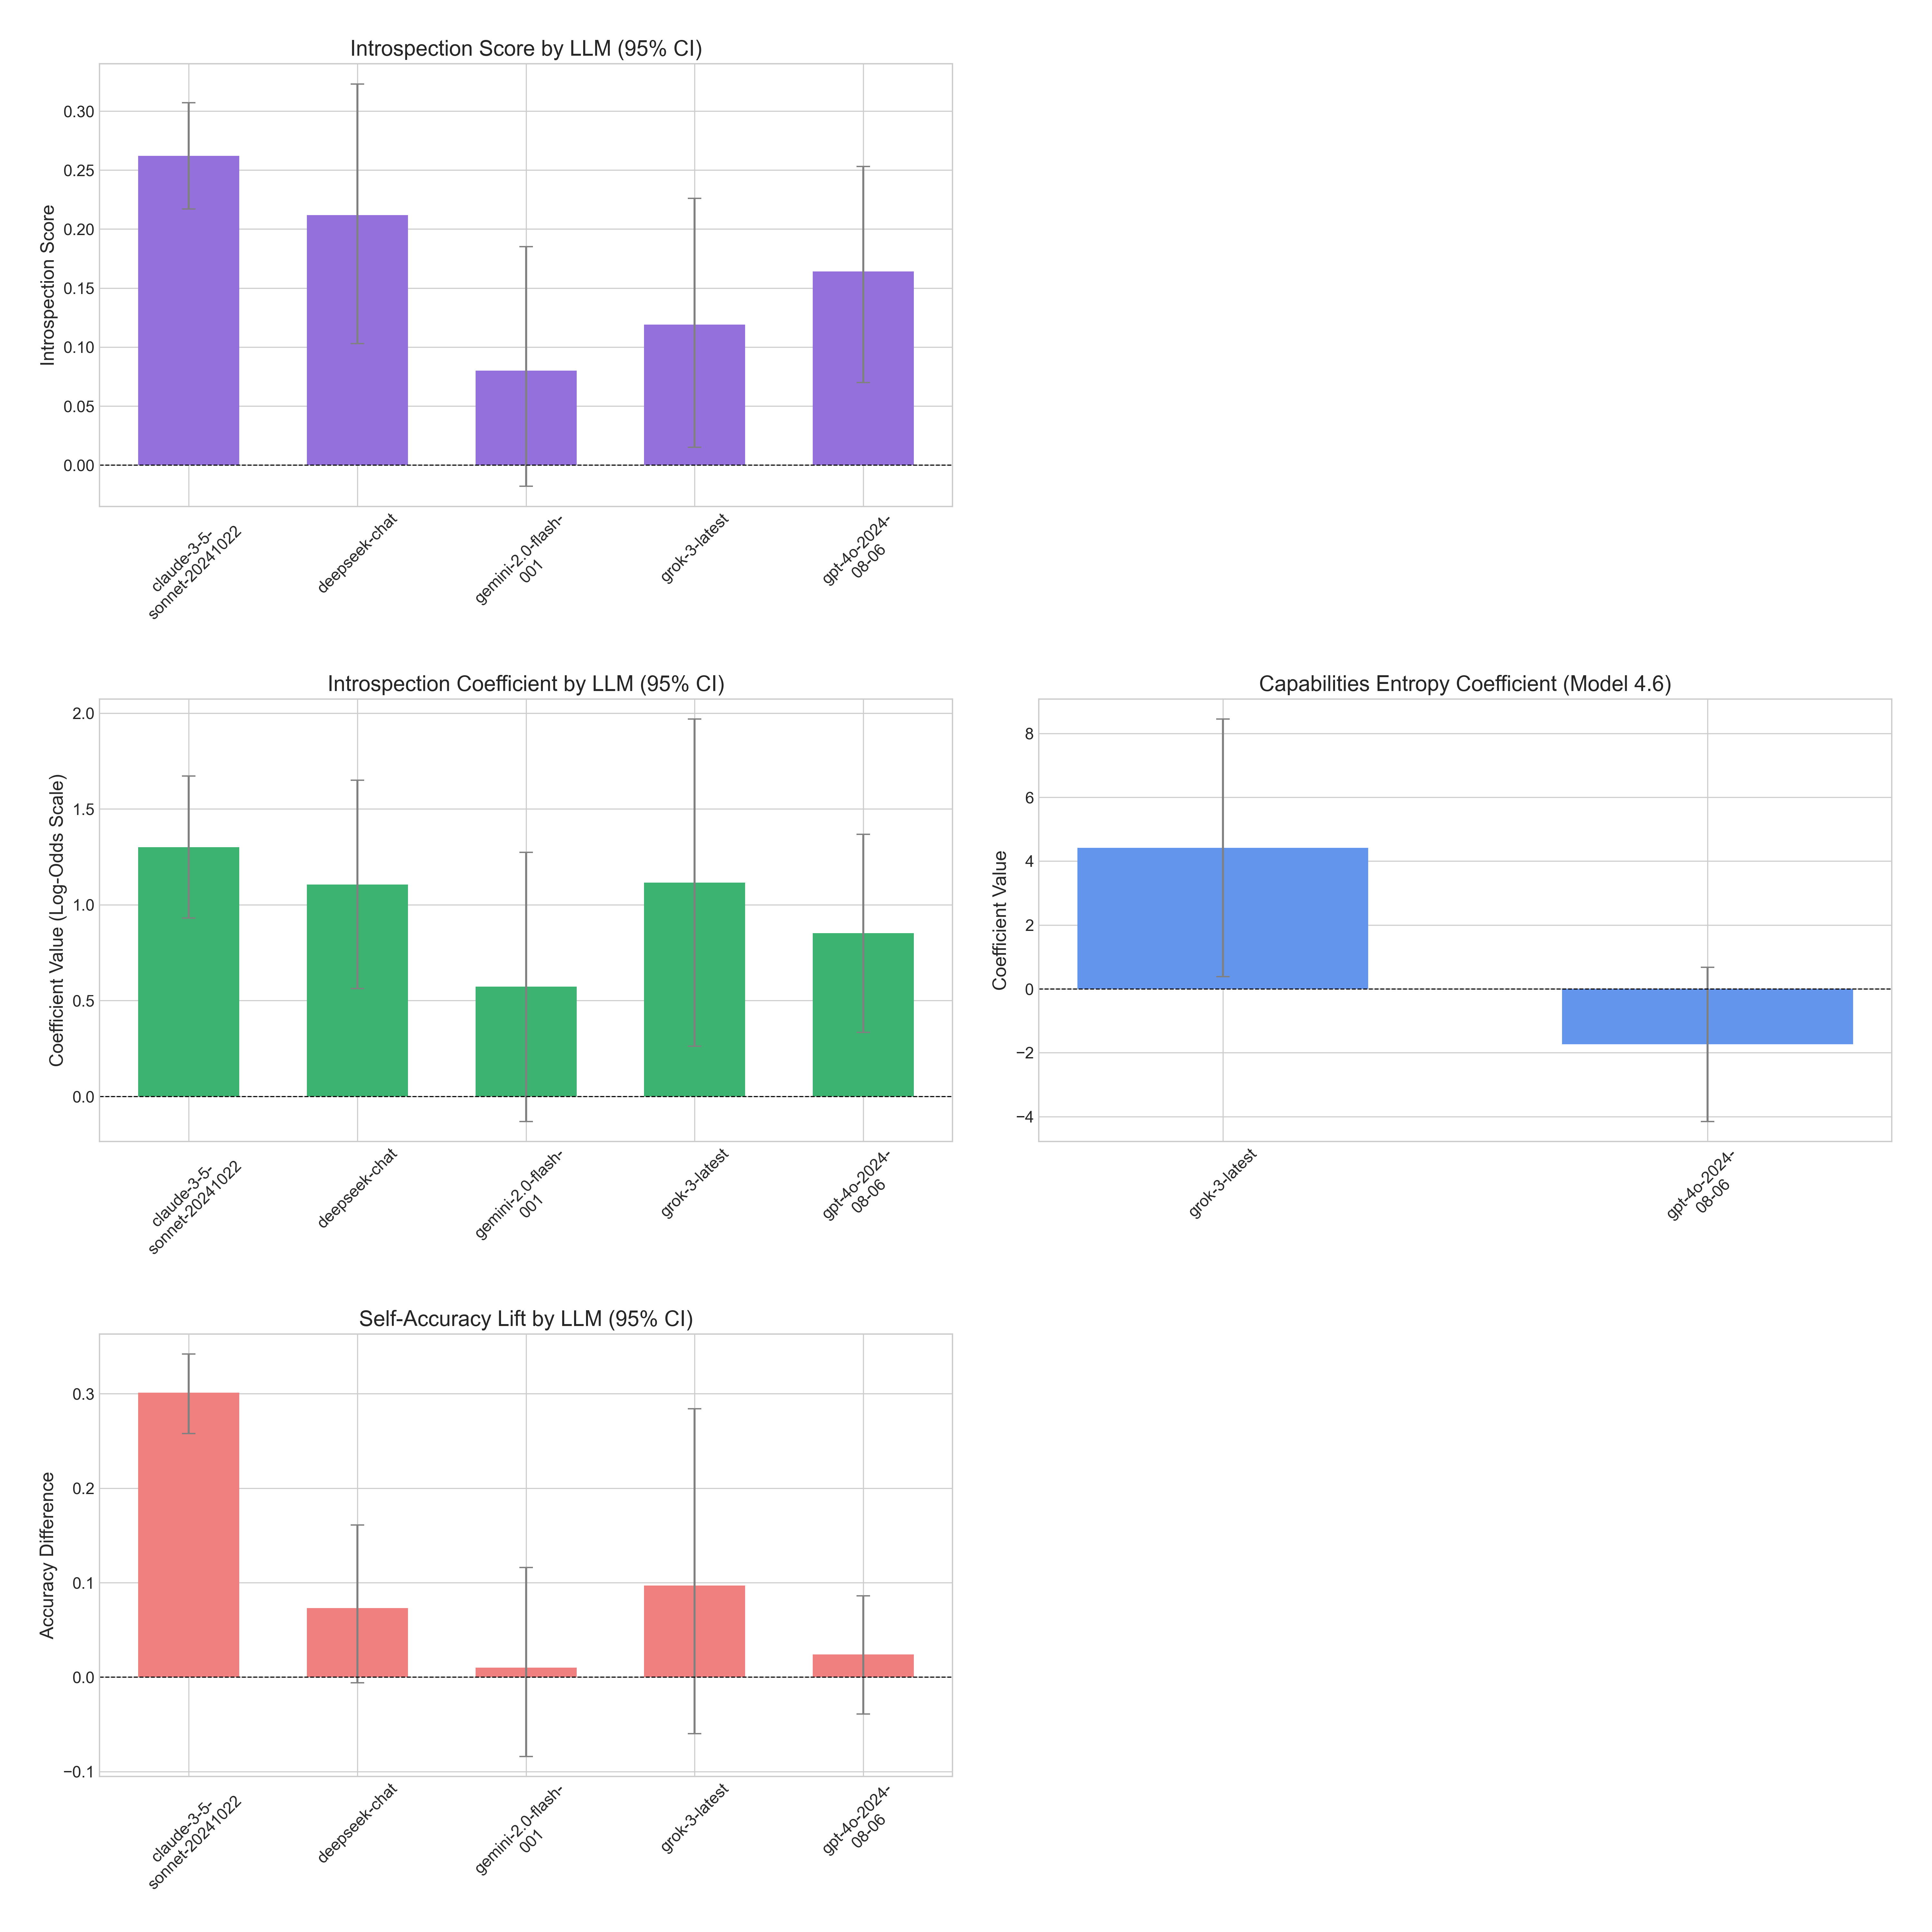 Introspection Score by LLM (95% CI)
Introspection Score
0.30
0.25
0.20
0.15
0.10
0.05
0.00
claude-3-5-
sonnet-20241022
deepseek-chat
gemini-2.0-flash-
001
grok-3-latest
gpt-4o-2024-
08-06
Introspection Coefficient by LLM (95% CI)
Coefficient Value (Log-Odds Scale)
2.0
1.5
1.0
0.5
0.0
claude-3-5-
sonnet-20241022
deepseek-chat
gemini-2.0-flash-
001
grok-3-latest
gpt-4o-2024-
08-06
Capabilities Entropy Coefficient (Model 4.6)
Coefficient Value
8
6
4
2
0
−2
−4
grok-3-latest
gpt-4o-2024-
08-06
Self-Accuracy Lift by LLM (95% CI)
Accuracy Difference
0.3
0.2
0.1
0.0
−0.1
claude-3-5-
sonnet-20241022
deepseek-chat
gemini-2.0-flash-
001
grok-3-latest
gpt-4o-2024-
08-06